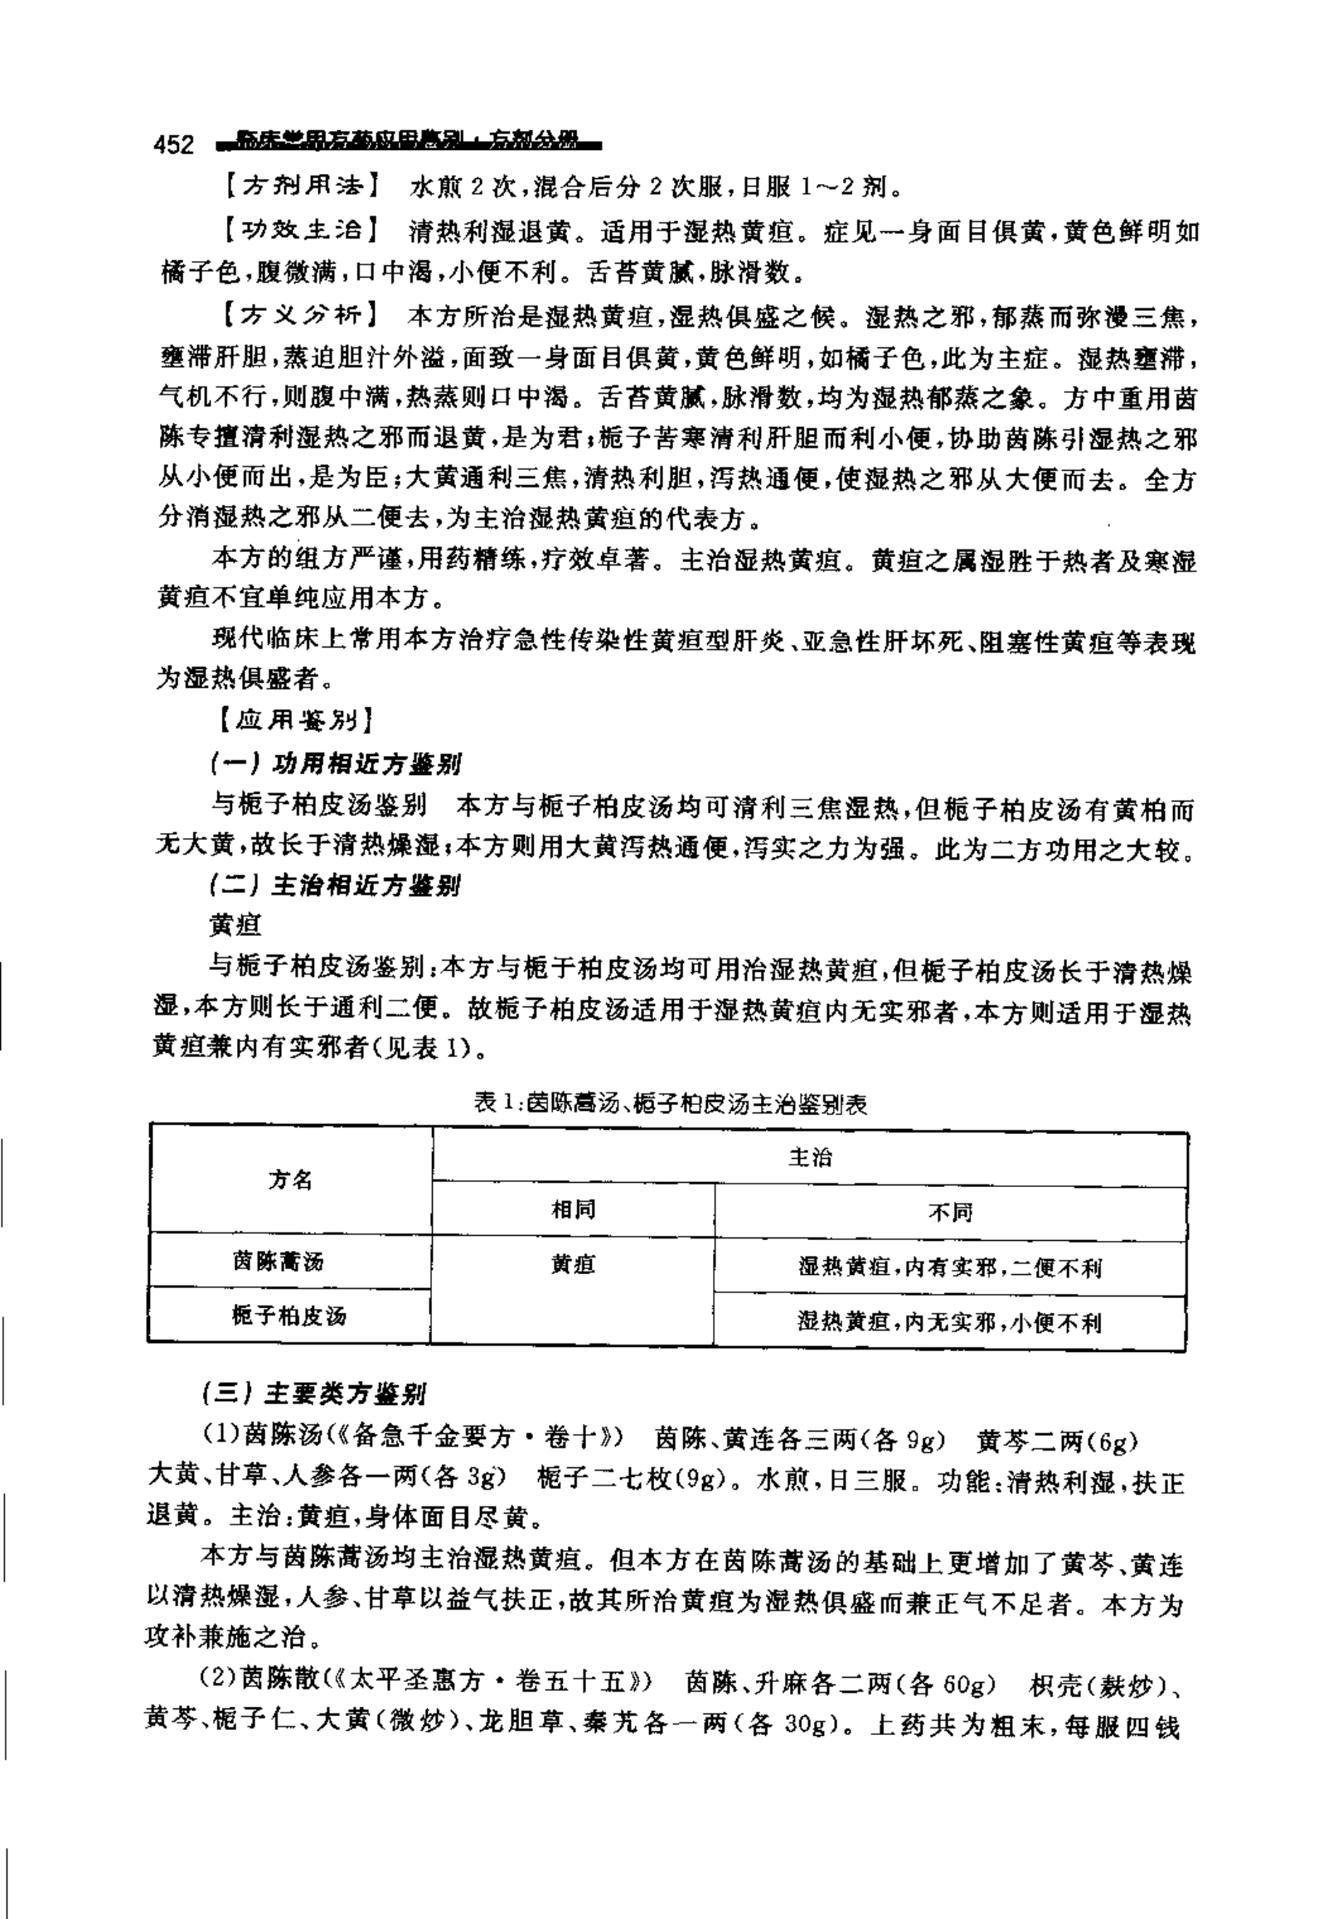 452 临床常用方药应用鉴别·方剂分册
【方剂用法】 水煎2次,混合后分2次服,日服1～2剂。
【功效主治】 清热利湿退黄。适用于湿热黄疸。症见一身面目俱黄,黄色鲜明如
橘子色,腹微满,口中渴,小便不利。舌苔黄腻,脉滑数。
【方义分析】 本方所治是湿热黄疸,湿热俱盛之候。湿热之邪,郁蒸而弥漫三焦,
壅滞肝胆,蒸迫胆汁外溢,面致一身面目俱黄,黄色鲜明,如橘子色,此为主症。湿热壅滞,
气机不行,则腹中满,热蒸则口中渴。舌苔黄腻,脉滑数,均为湿热郁蒸之象。方中重用茵
陈专擅清利湿热之邪而退黄,是为君;栀子苦寒清利肝胆而利小便,协助茵陈引湿热之邪
从小便而出,是为臣;大黄通利三焦,清热利胆,泻热通便,使湿热之邪从大便而去。全方
分消湿热之邪从二便去,为主治湿热黄疸的代表方。
本方的组方严谨,用药精练,疗效卓著。主治湿热黄疸。黄疸之属湿胜于热者及寒湿
黄疸不宜单纯应用本方。
现代临床上常用本方治疗急性传染性黄疸型肝炎、亚急性肝坏死、阻塞性黄疸等表现
为湿热俱盛者。
【应用鉴别】
(一)功用相近方鉴别
与栀子柏皮汤鉴别 本方与栀子柏皮汤均可清利三焦湿热,但栀子柏皮汤有黄柏而
无大黄,故长于清热燥湿;本方则用大黄泻热通便,泻实之力为强。此为二方功用之大较。
(二)主治相近方鉴别
黄疸
与栀子柏皮汤鉴别:本方与栀于柏皮汤均可用治湿热黄疸,但栀子柏皮汤长于清热燥
湿,本方则长于通利二便。故栀子柏皮汤适用于湿热黄疸内无实邪者,本方则适用于湿热
黄疸兼内有实邪者(见表1)。
表1:茵陈蒿汤、栀子柏皮汤主治鉴别表
方名 主治
相同 不同
茵陈蒿汤 黄疸 湿热黄疸,内有实邪,二便不利
栀子柏皮汤 湿热黄疸,内无实邪,小便不利
(三)主要类方鉴别
(1)茵陈汤(《备急千金要方·卷十》) 茵陈、黄连各三两(各9g) 黄芩二两(6g)
大黄、甘草、人参各一两(各3g) 栀子二七枚(9g)。水煎,日三服。功能:清热利湿,扶正
退黄。主治:黄疸,身体面目尽黄。
本方与茵陈蒿汤均主治湿热黄疸。但本方在茵陈蒿汤的基础上更增加了黄芩、黄连
以清热燥湿,人参、甘草以益气扶正,故其所治黄疸为湿热俱盛而兼正气不足者。本方为
攻补兼施之治。
(2)茵陈散(《太平圣惠方·卷五十五》) 茵陈、升麻各二两(各60g) 枳壳(麸炒)、
黄芩、栀子仁、大黄(微炒)、龙胆草、秦艽各一两(各30g)。上药共为粗末,每服四钱